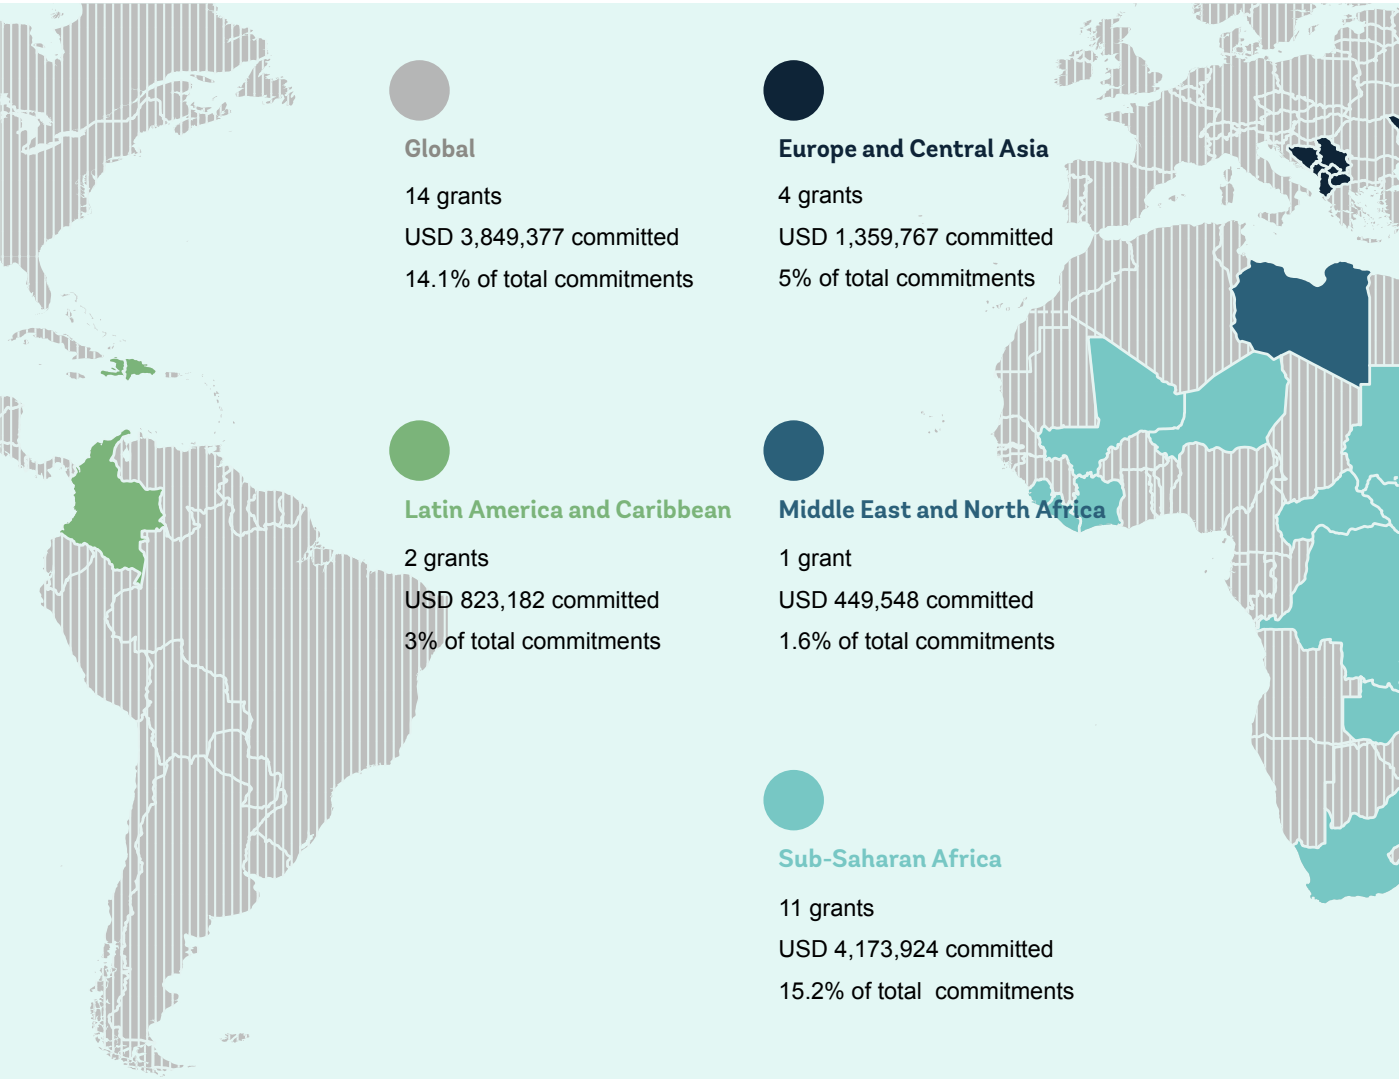 Global
14 grants
USD 3,849,377 committed
14.1% of total commitments
Europe and Central Asia
4 grants
USD 1,359,767 committed
5% of total commitments
Latin America and Caribbean
2 grants
USD 823,182 committed
3% of total commitments
Middle East and North Africa
1 grant
USD 449,548 committed
1.6% of total commitments
Sub-Saharan Africa
11 grants
USD 4,173,924 committed
15.2% of total commitments